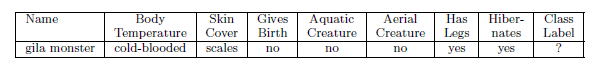 Name Body Skin Gives Aquatic Aerial Has Hiber- Class
Temperature Cover Birth Creature Creature Legs nates Label
gila monster cold-blooded scales no no no yes yes ?